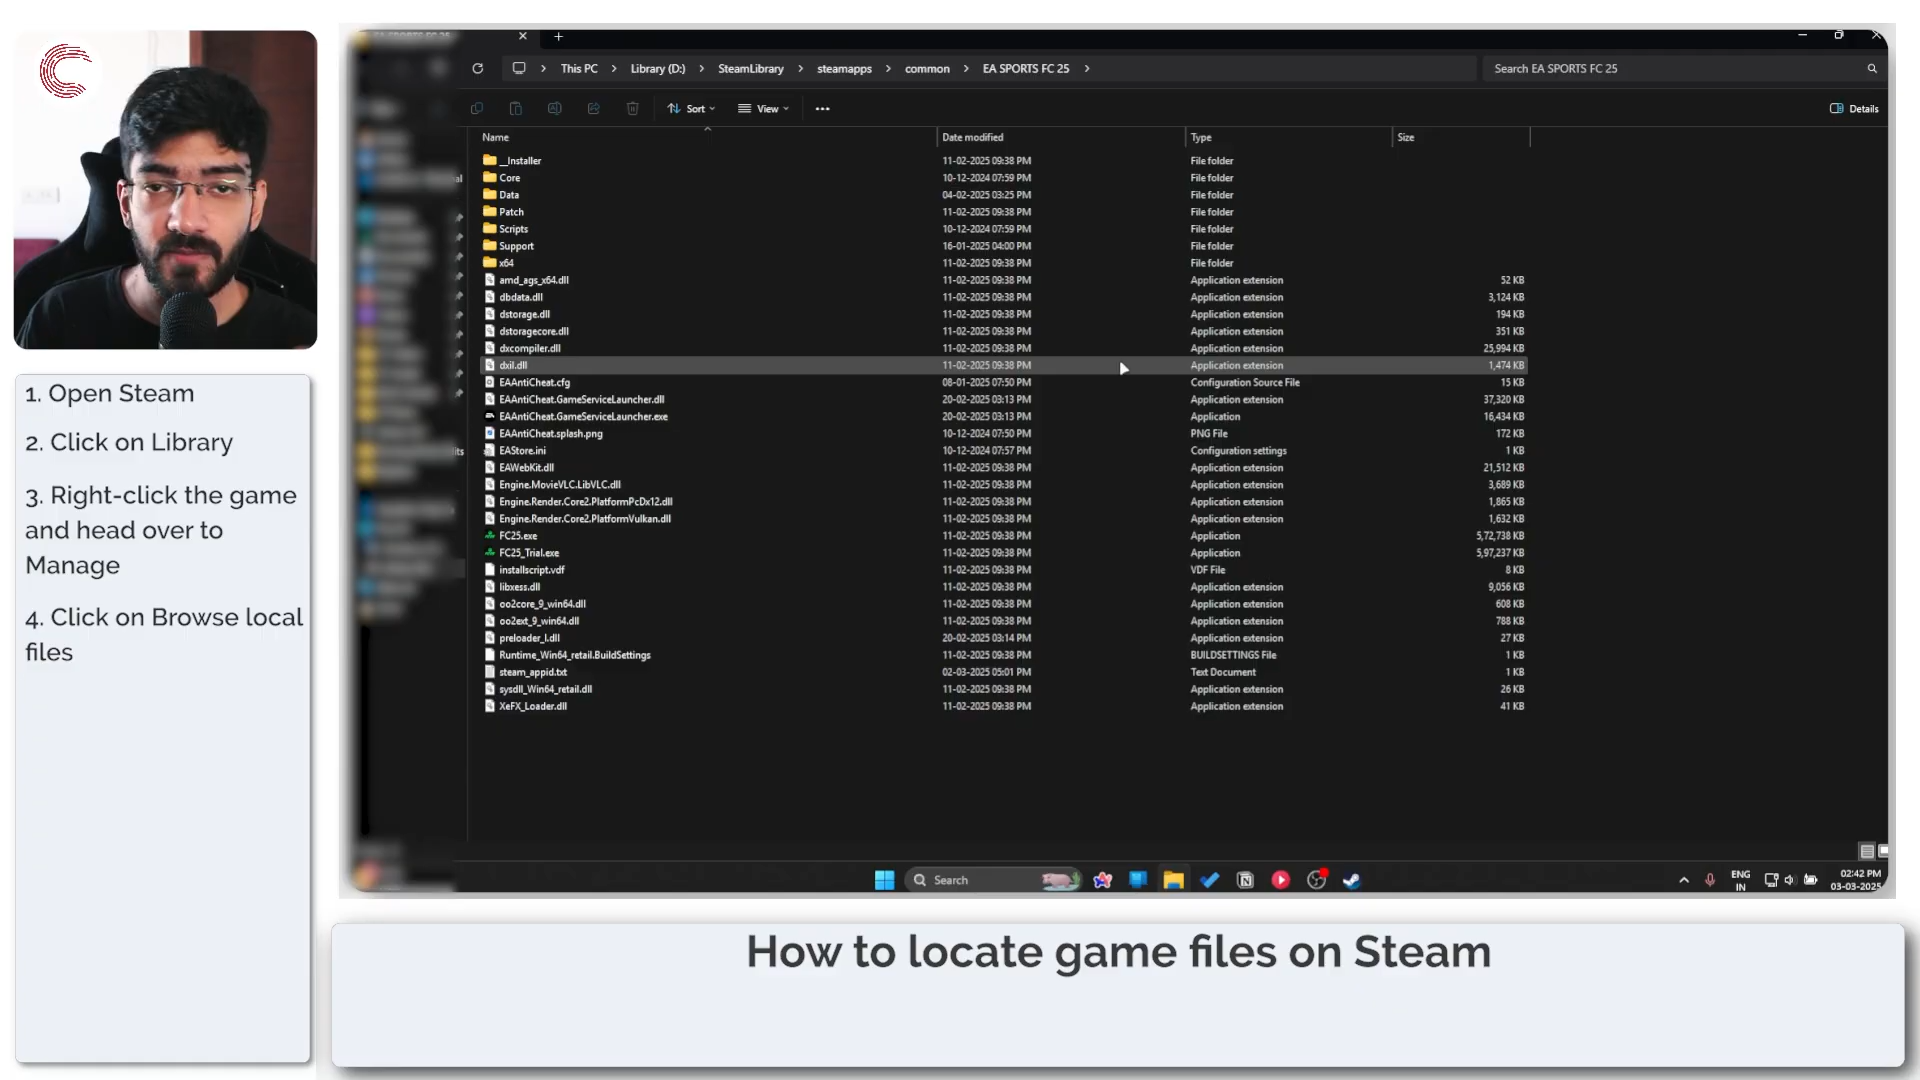 1. Open Steam
2. Click on Library
3. Right-click the game
and head over to
Manage
4. Click on Browse local
files
This PC > Library (D:) > SteamLibrary > steamapps > common > EA SPORTS FC 25 >
Search EA SPORTS FC 25
Sort
View
Details
Name Date modified Type Size
__Installer 11-02-2025 09:38 PM File folder
Core 10-12-2024 07:59 PM File folder
Data 04-02-2025 03:25 PM File folder
Patch 11-02-2025 09:38 PM File folder
Scripts 10-12-2024 07:59 PM File folder
Support 16-01-2025 04:00 PM File folder
x64 11-02-2025 09:38 PM File folder
amd_ags_x64.dll 11-02-2025 09:38 PM Application extension 52 KB
dbdata.dll 11-02-2025 09:38 PM Application extension 3,124 KB
dstorage.dll 11-02-2025 09:38 PM Application extension 194 KB
dstoragecore.dll 11-02-2025 09:38 PM Application extension 351 KB
dxcompiler.dll 11-02-2025 09:38 PM Application extension 25,994 KB
dxil.dll 11-02-2025 09:38 PM Application extension 1,474 KB
EAAntiCheat.cfg 08-01-2025 07:50 PM Configuration Source File 15 KB
EAAntiCheat.GameServiceLauncher.dll 20-02-2025 03:13 PM Application extension 37,320 KB
EAAntiCheat.GameServiceLauncher.exe 20-02-2025 03:13 PM Application 16,434 KB
EAAntiCheat.splash.png 10-12-2024 07:50 PM PNG File 172 KB
EAStore.ini 10-12-2024 07:57 PM Configuration settings 1 KB
EAWebKit.dll 11-02-2025 09:38 PM Application extension 21,512 KB
Engine.MovieVLC.LibVLC.dll 11-02-2025 09:38 PM Application extension 3,689 KB
Engine.Render.Core2.PlatformPcDx12.dll 11-02-2025 09:38 PM Application extension 1,865 KB
Engine.Render.Core2.PlatformVulkan.dll 11-02-2025 09:38 PM Application extension 1,632 KB
FC25.exe 11-02-2025 09:38 PM Application 5,72,738 KB
FC25_Trial.exe 11-02-2025 09:38 PM Application 5,97,237 KB
installscript.vdf 11-02-2025 09:38 PM VDF File 8 KB
libxess.dll 11-02-2025 09:38 PM Application extension 9,056 KB
oo2core_9_win64.dll 11-02-2025 09:38 PM Application extension 608 KB
oo2ext_9_win64.dll 11-02-2025 09:38 PM Application extension 788 KB
preloader_l.dll 20-02-2025 03:14 PM Application extension 27 KB
Runtime_Win64_retail.BuildSettings 11-02-2025 09:38 PM BUILDSETTINGS File 1 KB
steam_appid.txt 02-03-2025 05:01 PM Text Document 1 KB
sysdll_Win64_retail.dll 11-02-2025 09:38 PM Application extension 26 KB
XeFX_Loader.dll 11-02-2025 09:38 PM Application extension 41 KB
Search
ENG
IN
02:42 PM
03-03-2025
How to locate game files on Steam